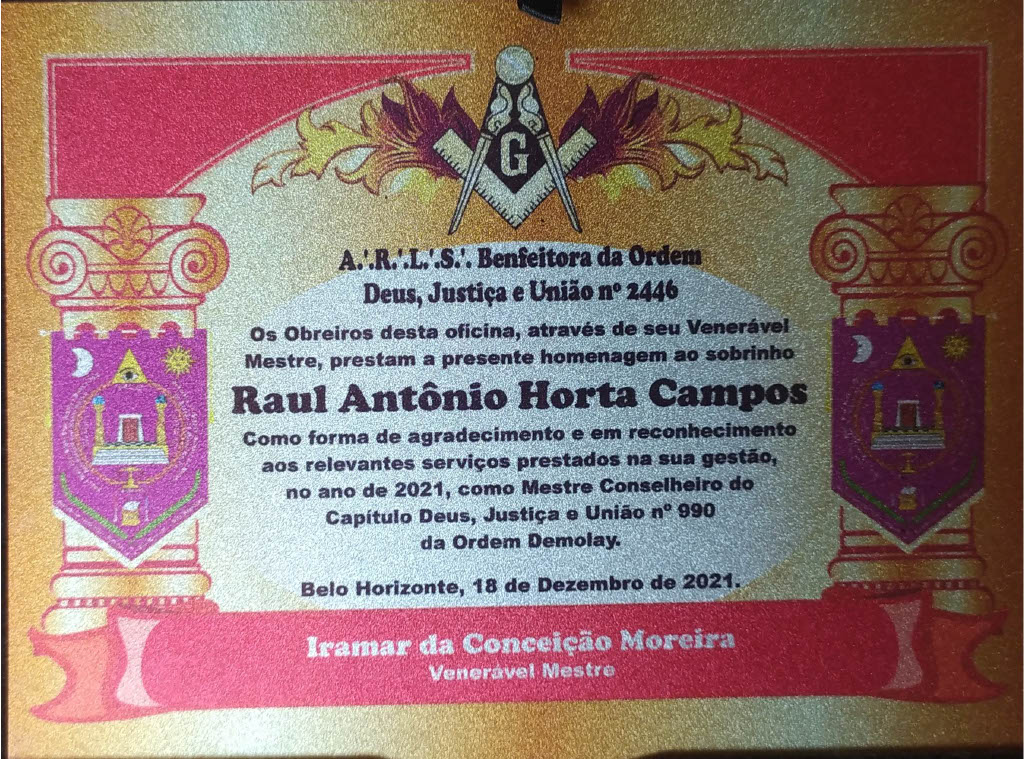 G
A.'.R.'.L.'.S.'. Benfeitora da Ordem
Deus, Justiça e União nº 2446
Os Obreiros desta oficina, através de seu Venerável
Mestre, prestam a presente homenagem ao sobrinho
Raul Antônio Horta Campos
Como forma de agradecimento e em reconhecimento
aos relevantes serviços prestados na sua gestão,
no ano de 2021, como Mestre Conselheiro do
Capítulo Deus, Justiça e União nº 990
da Ordem Demolay.
Belo Horizonte, 18 de Dezembro de 2021.
Iramar da Conceição Moreira
Venerável Mestre